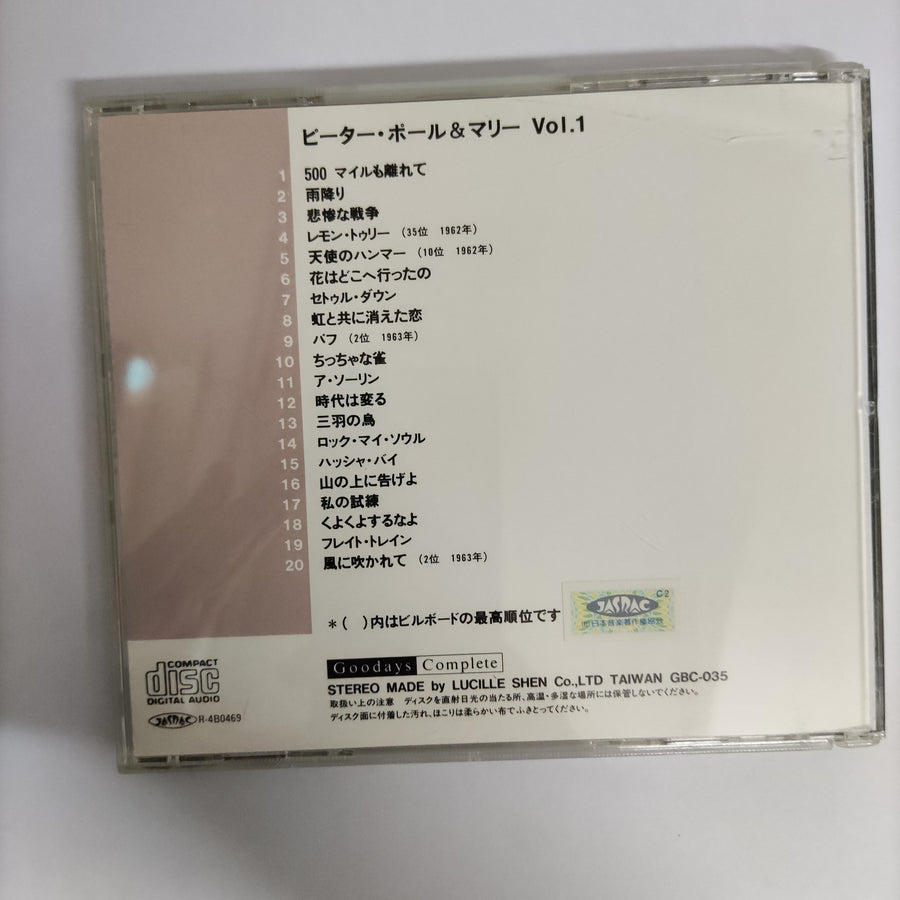 ピーター・ポール&マリー Vol.1
1 500 マイルも離れて
2 雨降り
3 悲惨な戦争
4 レモン・トゥリー (35位 1962年)
5 天使のハンマー (10位 1962年)
6 花はどこへ行ったの
7 セトゥル・ダウン
8 虹と共に消えた恋
9 パフ (2位 1963年)
10 ちっちゃな雀
11 ア・ソーリン
12 時代は変る
13 三羽の鳥
14 ロック・マイ・ソウル
15 ハッシャ・バイ
16 山の上に告げよ
17 私の試練
18 くよくよするなよ
19 フレイト・トレイン
20 風に吹かれて (2位 1963年)
*( )内はビルボードの最高順位です
C2
JASRAC
(社)日本音楽著作権協会
COMPACT
disc
DIGITAL AUDIO
Goodays Complete
STEREO MADE by LUCILLE SHEN Co.,LTD TAIWAN GBC-035
取扱い上の注意 ディスクを直射日光の当たる所、高温・多湿な場所には保管しないでください。
ディスク面に付着した汚れ、ほこりは柔らかい布でふきとってください。
JASRAC R-4B0469